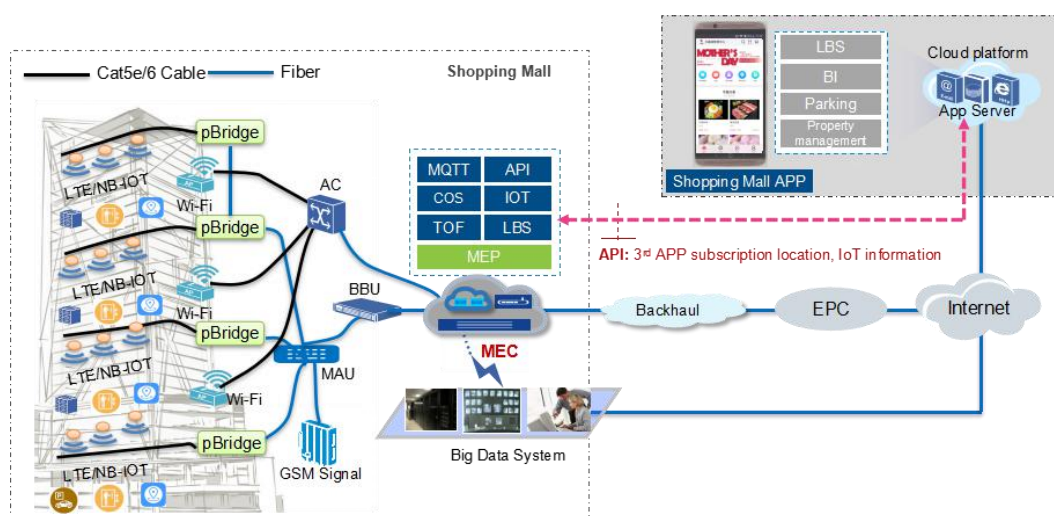 Cat5e/6 Cable
Fiber
Shopping Mall
pBridge
LTE/NB-IOT
Wi-Fi
AP
pBridge
LTE/NB-IOT
Wi-Fi
AP
pBridge
LTE/NB-IOT
Wi-Fi
AP
pBridge
LTE/NB-IOT
P
AC
BBU
MAU
GSM Signal
MQTT
API
COS
IOT
TOF
LBS
MEP
MEC
Big Data System
API: 3rd APP subscription location, IoT information
Backhaul
EPC
Internet
MOTHER'S
DAY
LBS
BI
Parking
Property
management
Shopping Mall APP
Cloud platform
App Server